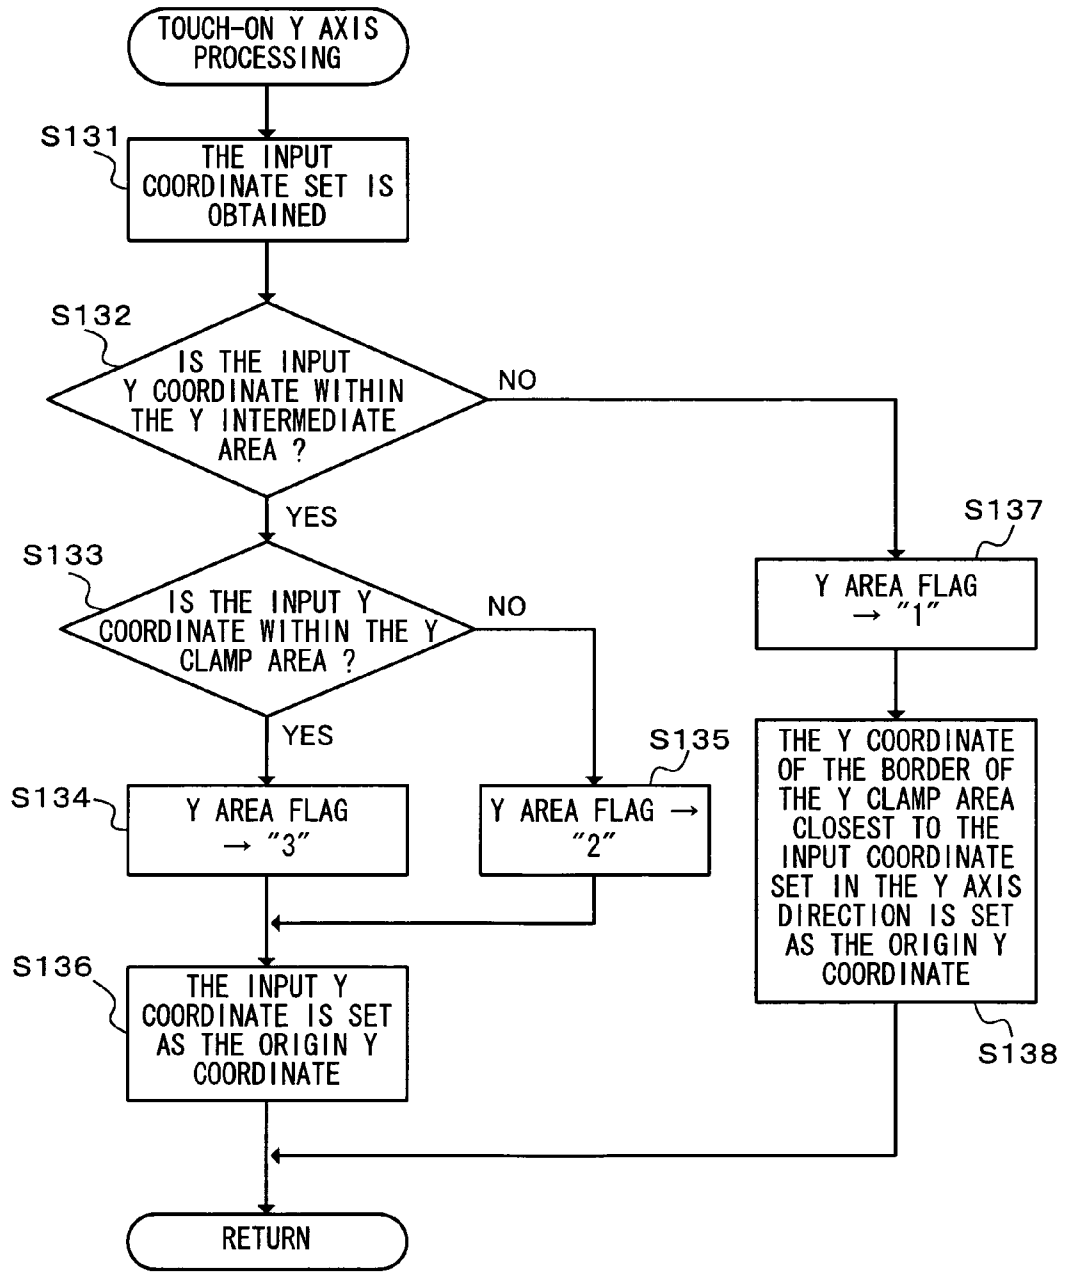 TOUCH-ON Y AXIS
PROCESSING
S131
THE INPUT
COORDINATE SET IS
OBTAINED
S132
IS THE INPUT
Y COORDINATE WITHIN
THE Y INTERMEDIATE
AREA ?
NO
YES
S133
IS THE INPUT Y
COORDINATE WITHIN THE Y
CLAMP AREA ?
NO
YES
S134
Y AREA FLAG
→ "3"
S135
Y AREA FLAG →
"2"
S136
THE INPUT Y
COORDINATE IS SET
AS THE ORIGIN Y
COORDINATE
S137
Y AREA FLAG
→ "1"
THE Y COORDINATE
OF THE BORDER OF
THE Y CLAMP AREA
CLOSEST TO THE
INPUT COORDINATE
SET IN THE Y AXIS
DIRECTION IS SET
AS THE ORIGIN Y
COORDINATE
S138
RETURN